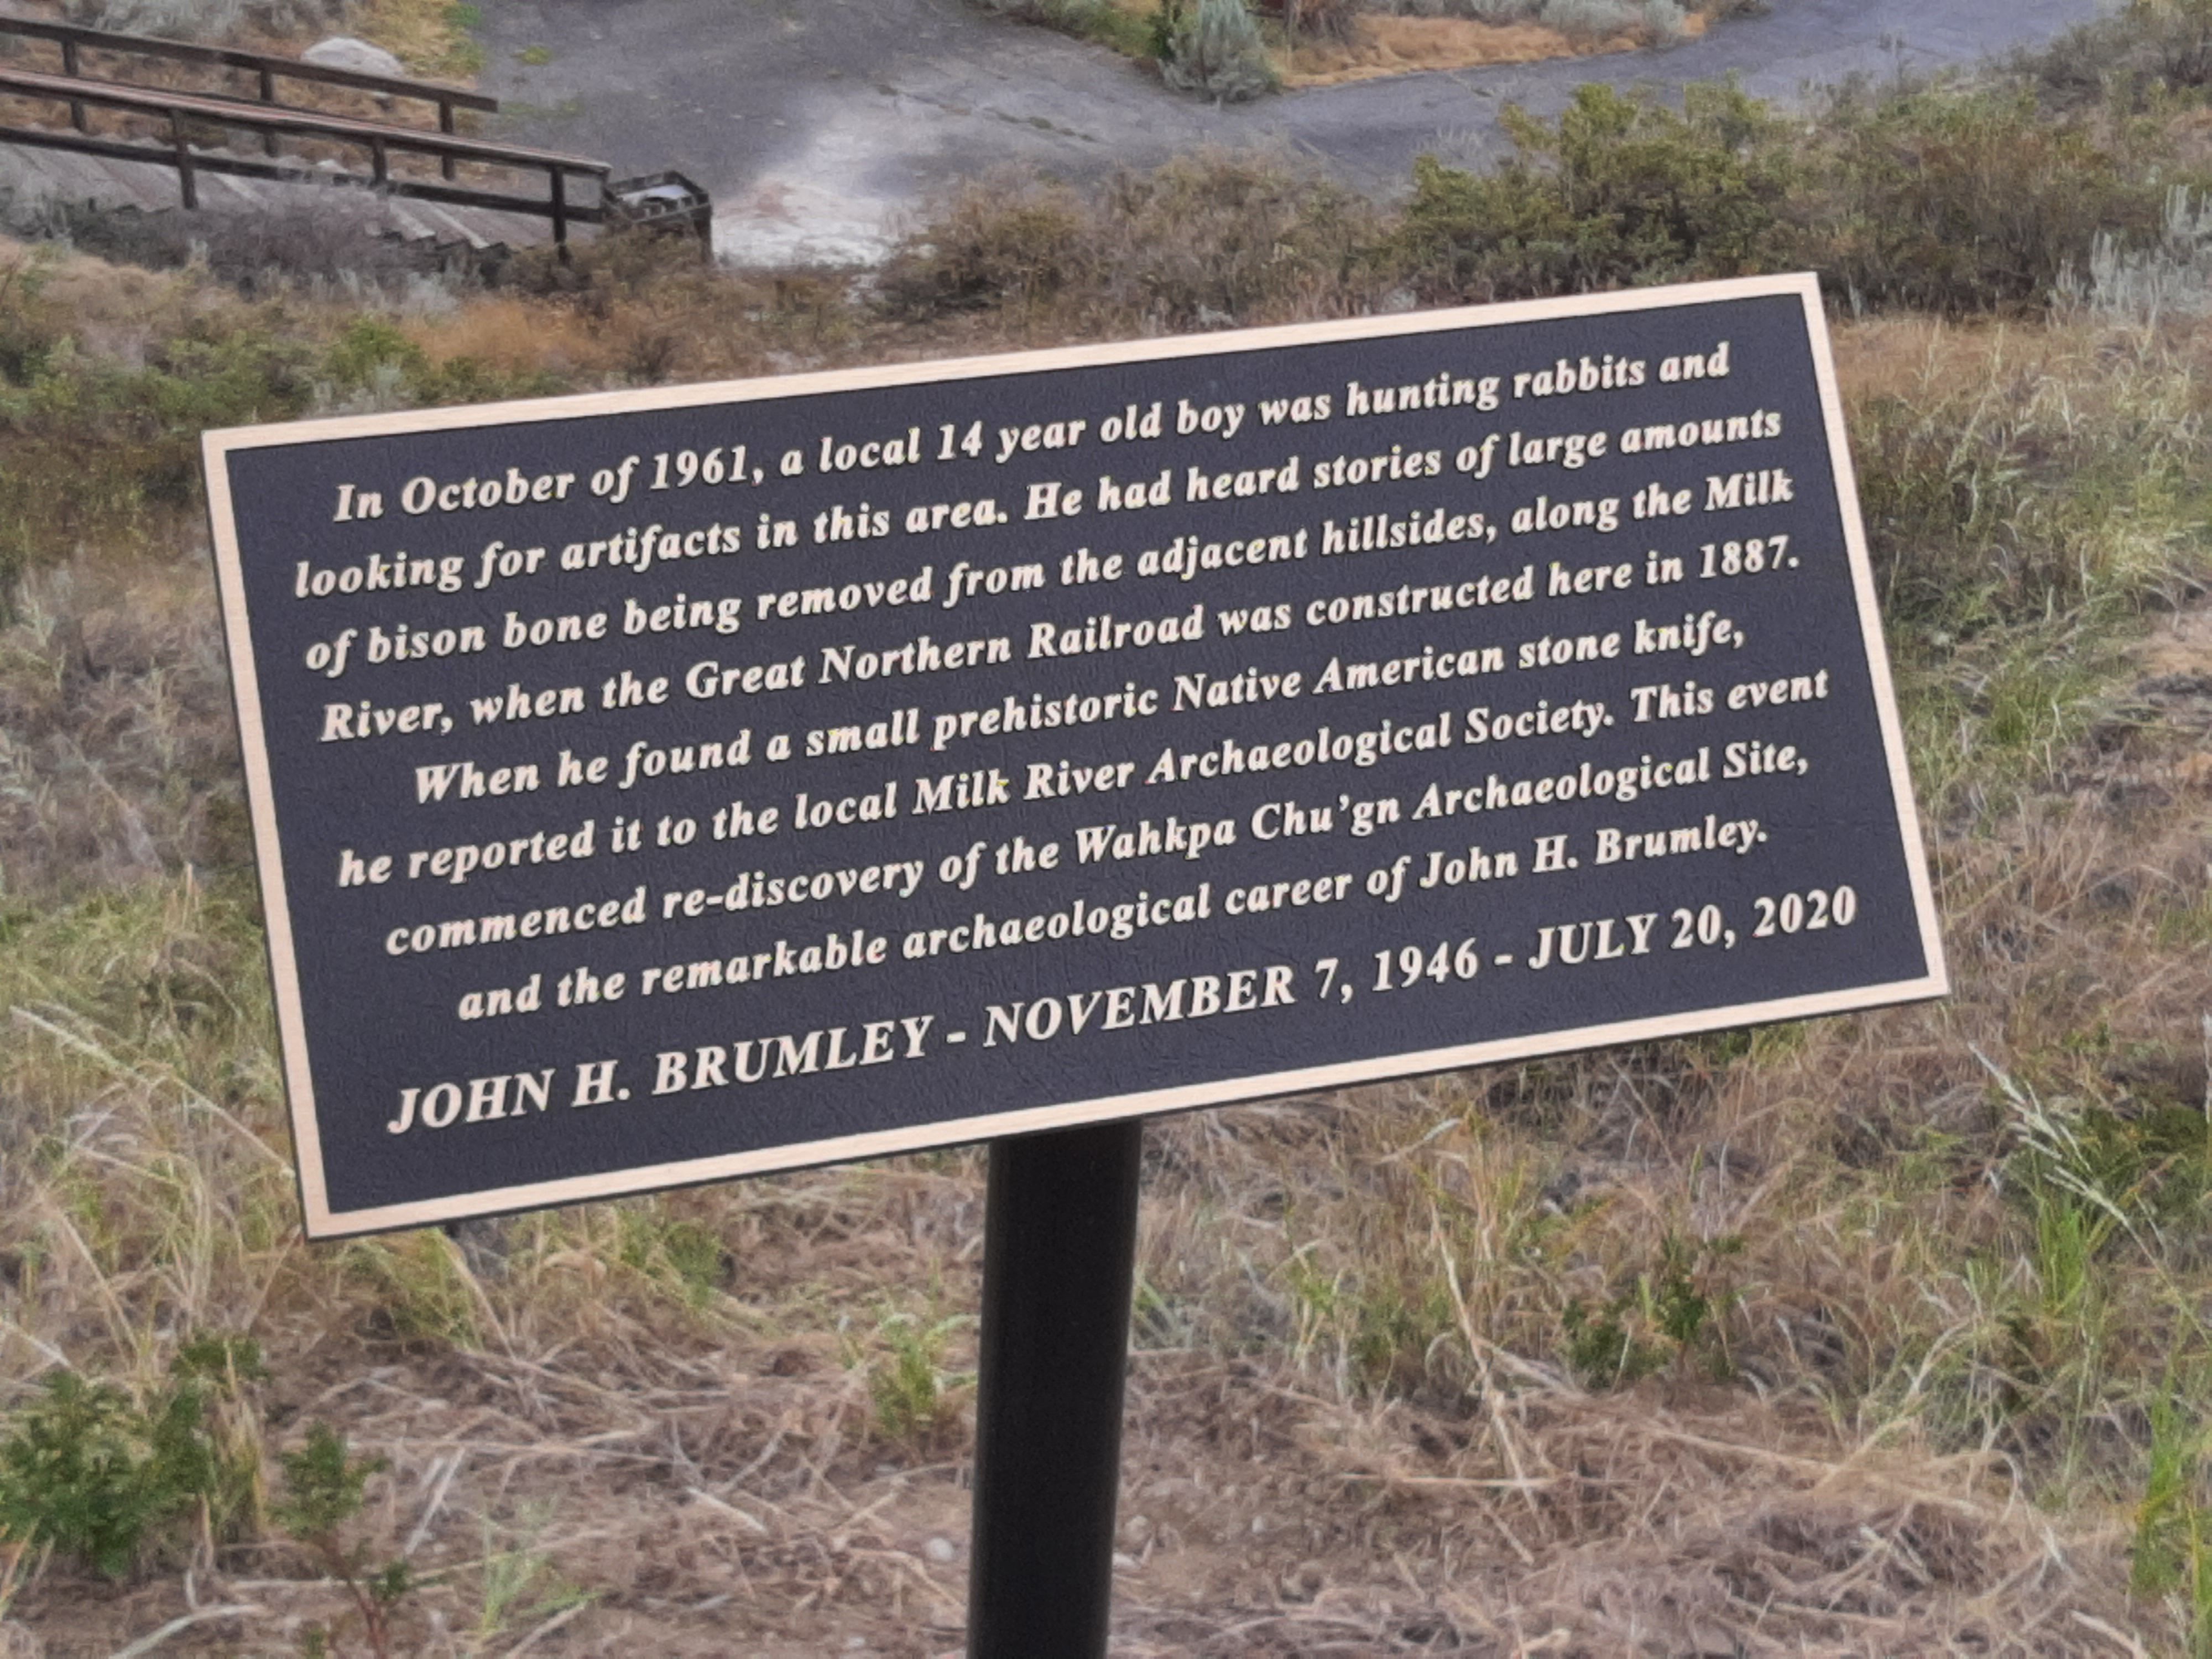 In October of 1961, a local 14 year old boy was hunting rabbits and
looking for artifacts in this area. He had heard stories of large amounts
of bison bone being removed from the adjacent hillsides, along the Milk
River, when the Great Northern Railroad was constructed here in 1887.
When he found a small prehistoric Native American stone knife,
he reported it to the local Milk River Archaeological Society. This event
commenced re-discovery of the Wahkpa Chu’gn Archaeological Site,
and the remarkable archaeological career of John H. Brumley.
JOHN H. BRUMLEY - NOVEMBER 7, 1946 - JULY 20, 2020